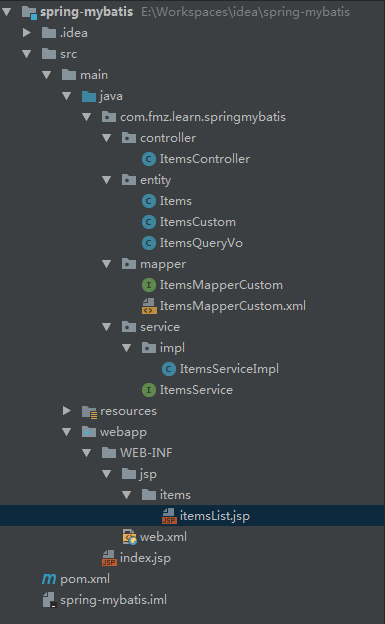 spring-mybatis E:\Workspaces\idea\spring-mybatis
.idea
src
main
java
com.fmz.learn.springmybatis
controller
ItemsController
entity
Items
ItemsCustom
ItemsQueryVo
mapper
ItemsMapperCustom
ItemsMapperCustom.xml
service
impl
ItemsServiceImpl
ItemsService
resources
webapp
WEB-INF
jsp
items
itemsList.jsp
web.xml
index.jsp
pom.xml
spring-mybatis.iml